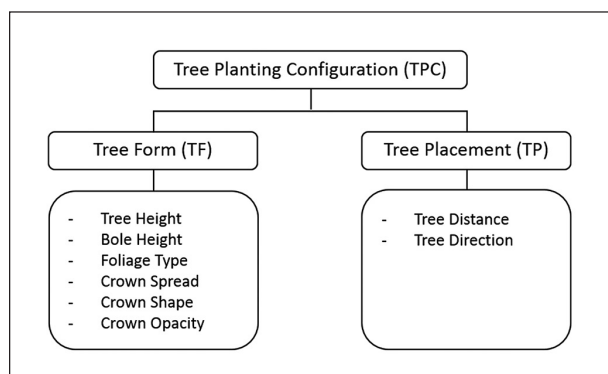 Tree Planting Configuration (TPC)
Tree Form (TF)
Tree Placement (TP)
- Tree Height
- Bole Height
- Foliage Type
- Crown Spread
- Crown Shape
- Crown Opacity
- Tree Distance
- Tree Direction